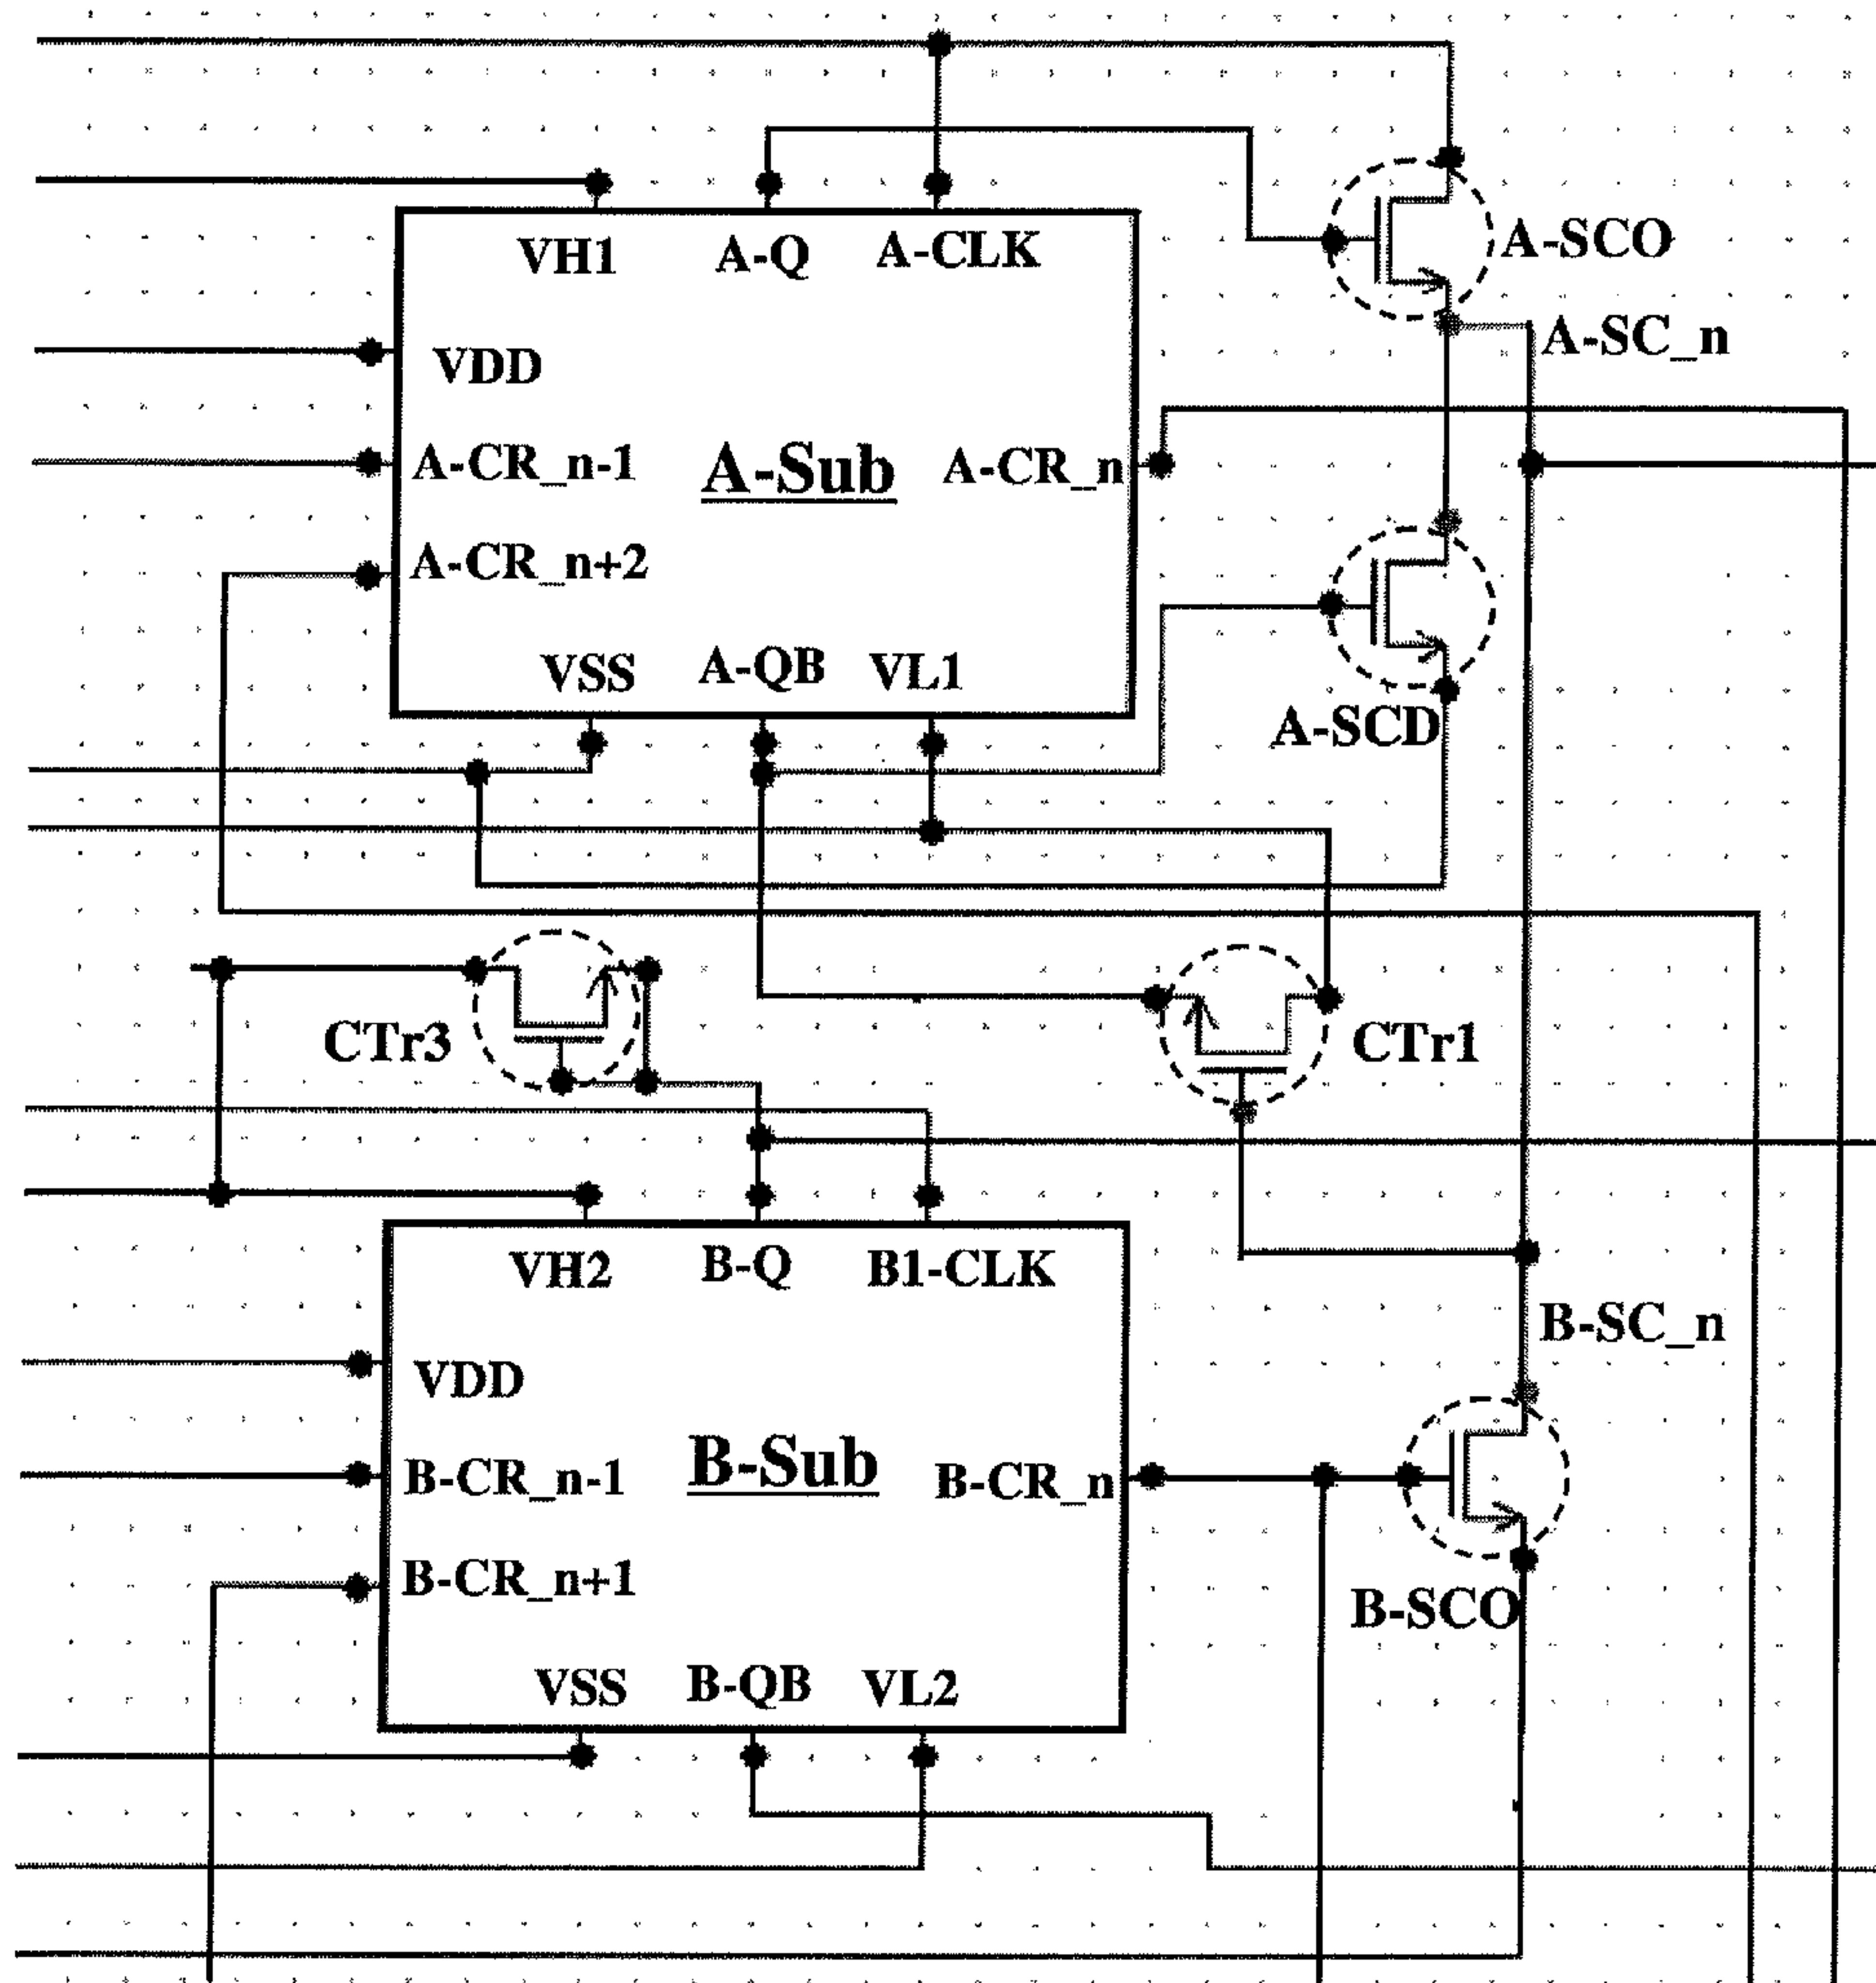 VH1
A-Q
A-CLK
A-SCO
A-SC_n
VDD
A-CR_n-1
A-Sub
A-CR_n
A-CR_n+2
VSS
A-QB
VL1
A-SCD
CTr3
CTr1
VH2
B-Q
B1-CLK
B-SC_n
VDD
B-CR_n-1
B-Sub
B-CR_n
B-CR_n+1
B-SCO
VSS
B-QB
VL2